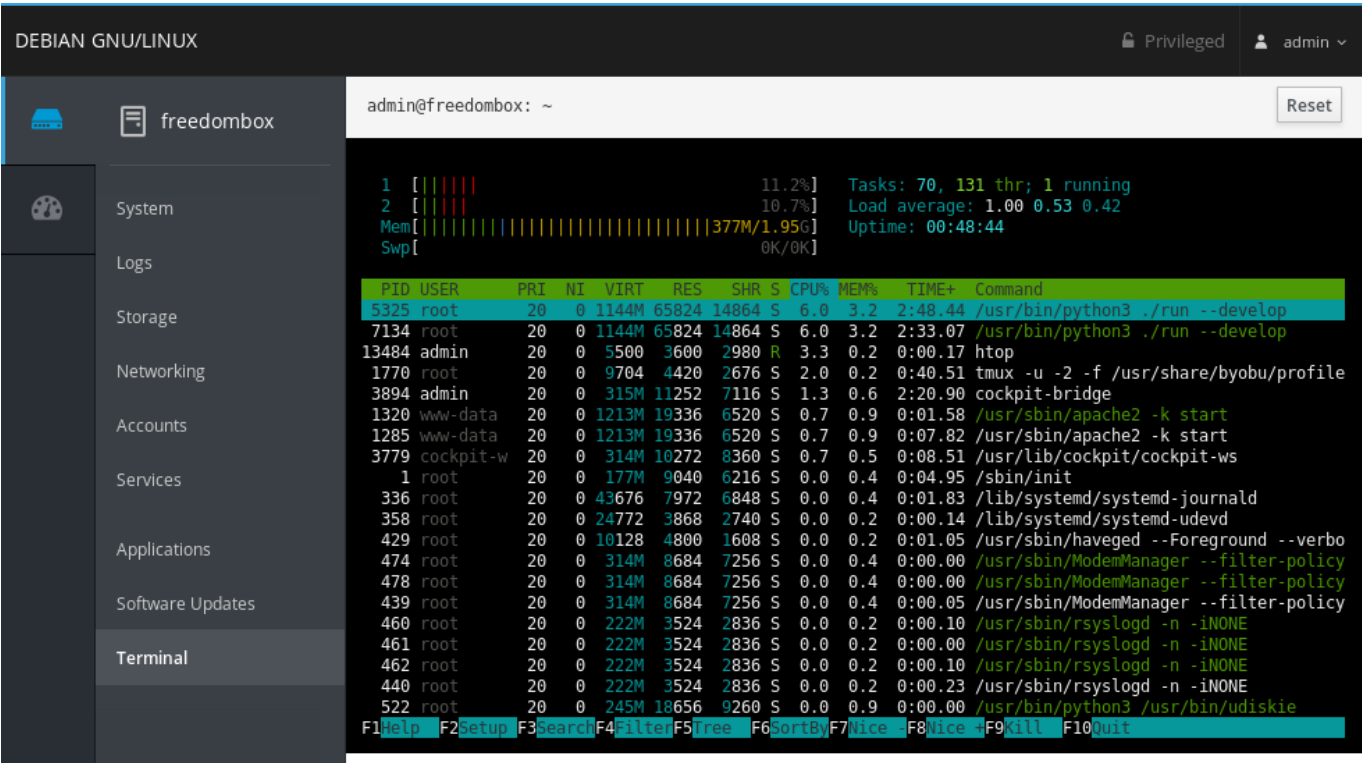 DEBIAN GNU/LINUX
Privileged
admin
freedombox
System
Logs
Storage
Networking
Accounts
Services
Applications
Software Updates
Terminal
admin@freedombox: ~
Reset
1 [||||||| 11.2%] Tasks: 70, 131 thr; 1 running
2 [|||||| 10.7%] Load average: 1.00 0.53 0.42
Mem[||||||||||||||||||||||||||||||377M/1.95G] Uptime: 00:48:44
Swp[ 0K/0K]
PID USER PRI NI VIRT RES SHR S CPU% MEM% TIME+ Command
5325 root 20 0 1144M 65824 14864 S 6.0 3.2 2:48.44 /usr/bin/python3 ./run --develop
7134 root 20 0 1144M 65824 14864 S 6.0 3.2 2:33.07 /usr/bin/python3 ./run --develop
13484 admin 20 0 5500 3600 2980 R 3.3 0.2 0:00.17 htop
1770 root 20 0 9704 4420 2676 S 2.0 0.2 0:40.51 tmux -u -2 -f /usr/share/byobu/profile
3894 admin 20 0 315M 11252 7116 S 1.3 0.6 2:20.90 cockpit-bridge
1320 www-data 20 0 1213M 19336 6520 S 0.7 0.9 0:01.58 /usr/sbin/apache2 -k start
1285 www-data 20 0 1213M 19336 6520 S 0.7 0.9 0:07.82 /usr/sbin/apache2 -k start
3779 cockpit-w 20 0 314M 10272 8360 S 0.7 0.5 0:08.51 /usr/lib/cockpit/cockpit-ws
1 root 20 0 177M 9040 6216 S 0.0 0.4 0:04.95 /sbin/init
336 root 20 0 43676 7972 6848 S 0.0 0.4 0:01.83 /lib/systemd/systemd-journald
358 root 20 0 24772 3868 2740 S 0.0 0.2 0:00.14 /lib/systemd/systemd-udevd
429 root 20 0 10128 4800 1608 S 0.0 0.2 0:01.05 /usr/sbin/haveged --Foreground --verbo
474 root 20 0 314M 8684 7256 S 0.0 0.4 0:00.00 /usr/sbin/ModemManager --filter-policy
478 root 20 0 314M 8684 7256 S 0.0 0.4 0:00.00 /usr/sbin/ModemManager --filter-policy
439 root 20 0 314M 8684 7256 S 0.0 0.4 0:00.05 /usr/sbin/ModemManager --filter-policy
460 root 20 0 222M 3524 2836 S 0.0 0.2 0:00.10 /usr/sbin/rsyslogd -n -iNONE
461 root 20 0 222M 3524 2836 S 0.0 0.2 0:00.00 /usr/sbin/rsyslogd -n -iNONE
462 root 20 0 222M 3524 2836 S 0.0 0.2 0:00.10 /usr/sbin/rsyslogd -n -iNONE
440 root 20 0 222M 3524 2836 S 0.0 0.2 0:00.23 /usr/sbin/rsyslogd -n -iNONE
522 root 20 0 245M 18656 9260 S 0.0 0.9 0:00.00 /usr/bin/python3 /usr/bin/udiskie
F1Help F2Setup F3SearchF4FilterF5Tree F6SortByF7Nice -F8Nice +F9Kill F10Quit